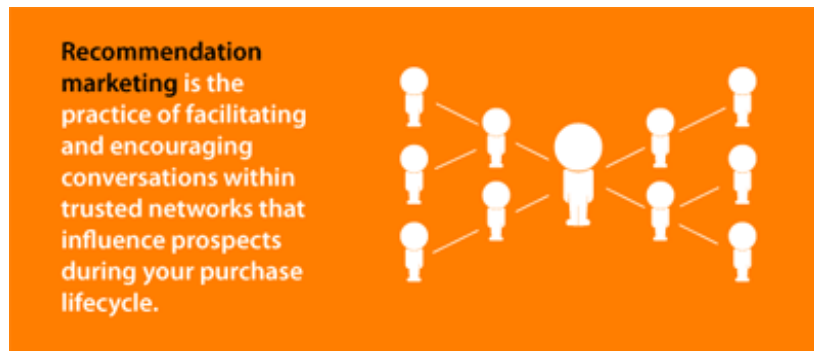 Recommendation
marketing is the
practice of facilitating
and encouraging
conversations within
trusted networks that
influence prospects
during your purchase
lifecycle.